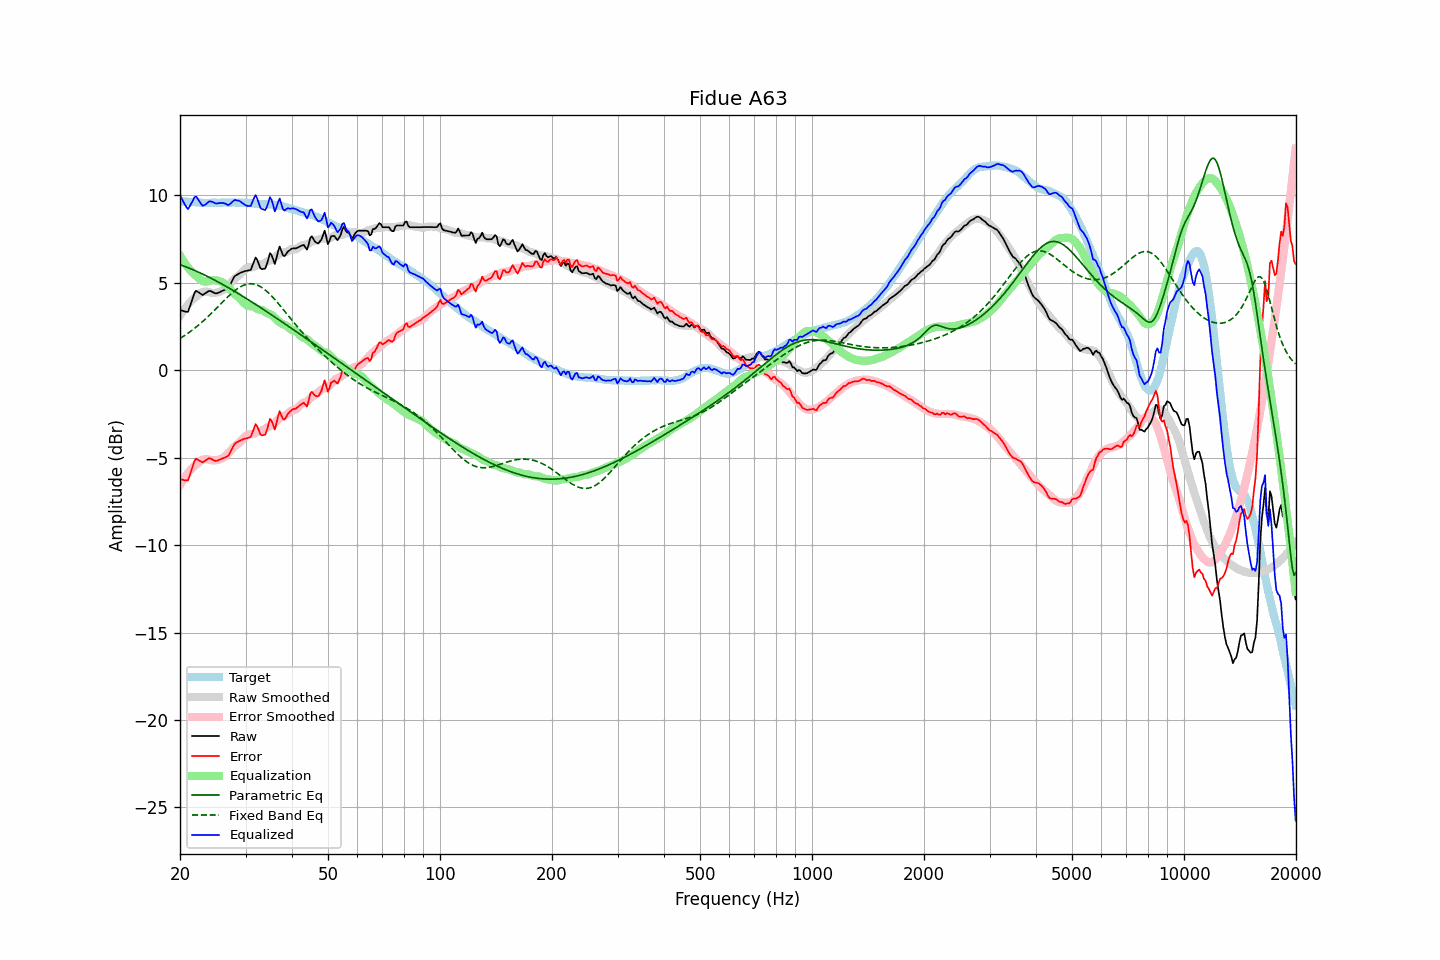 Fidue A63
10
5
0
−5
−10
−15
−20
−25
Amplitude (dBr)
Target
Raw Smoothed
Error Smoothed
Raw
Error
Equalization
Parametric Eq
Fixed Band Eq
Equalized
20 50 100 200 500 1000 2000 5000 10000 20000
Frequency (Hz)